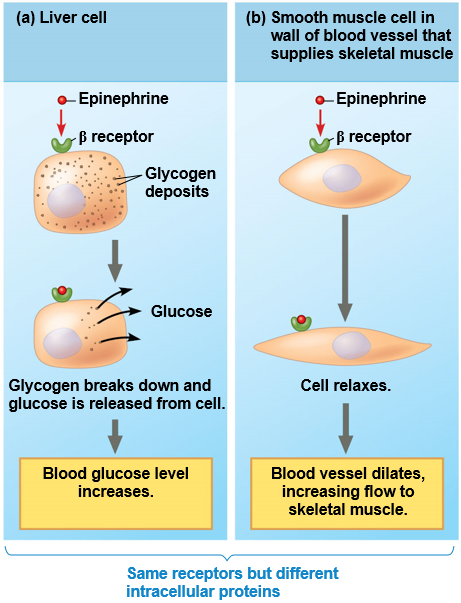 (a) Liver cell
Epinephrine
β receptor
Glycogen
deposits
Glucose
Glycogen breaks down and
glucose is released from cell.
Blood glucose level
increases.
(b) Smooth muscle cell in
wall of blood vessel that
supplies skeletal muscle
Epinephrine
β receptor
Cell relaxes.
Blood vessel dilates,
increasing flow to
skeletal muscle.
Same receptors but different
intracellular proteins